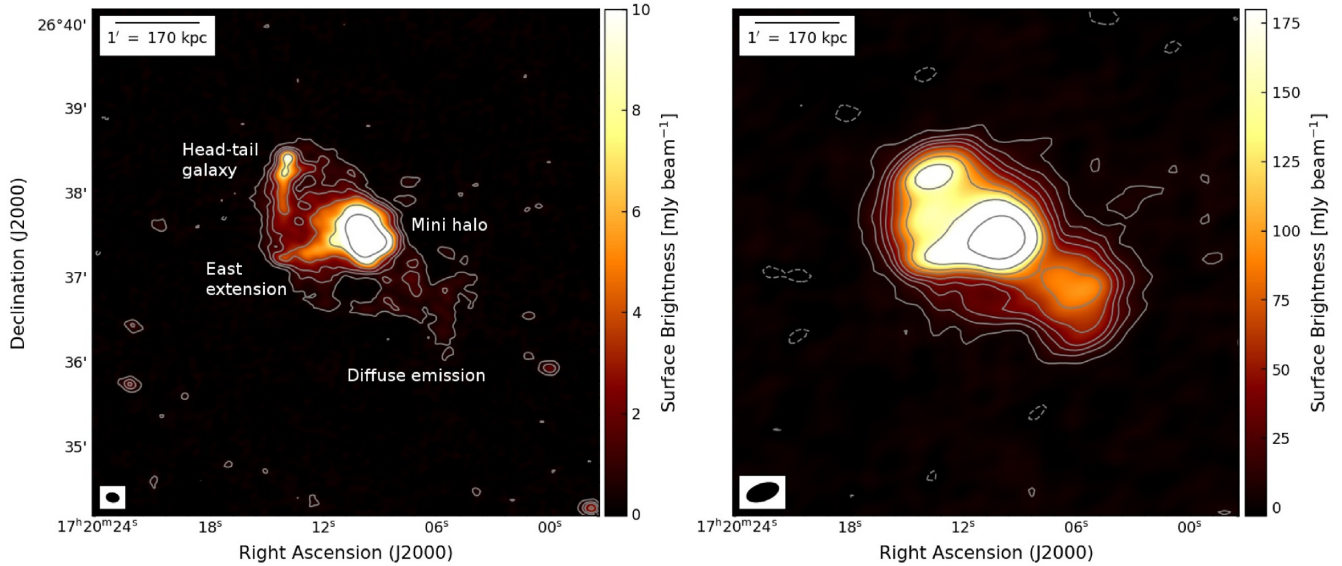 1′ = 170 kpc
26°40'
39'
38'
37'
36'
35'
Declination (J2000)
Head-tail
galaxy
Mini halo
East
extension
Diffuse emission
17ʰ20ᵐ24ˢ
18ˢ
12ˢ
06ˢ
00ˢ
Right Ascension (J2000)
10
8
6
4
2
0
Surface Brightness [mJy beam⁻¹]
1′ = 170 kpc
17ʰ20ᵐ24ˢ
18ˢ
12ˢ
06ˢ
00ˢ
Right Ascension (J2000)
175
150
125
100
75
50
25
0
Surface Brightness [mJy beam⁻¹]